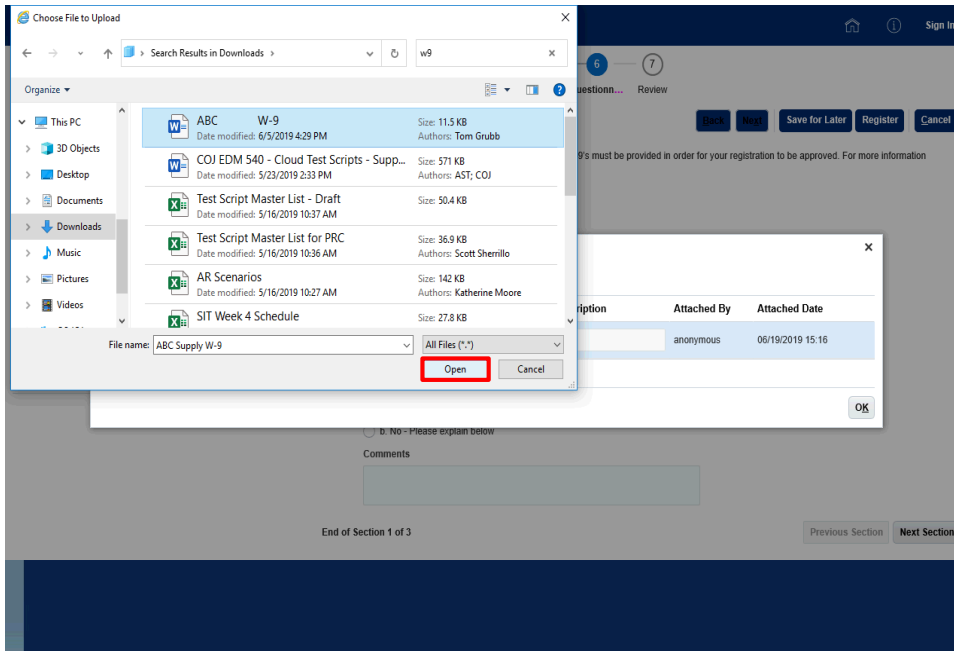 Choose File to Upload
Search Results in Downloads
w9
Organize
This PC
3D Objects
Desktop
Documents
Downloads
Music
Pictures
Videos
ABC W-9
Size: 11.5 KB
Date modified: 6/5/2019 4:29 PM
Authors: Tom Grubb
COJ EDM 540 - Cloud Test Scripts - Supp...
Size: 571 KB
Date modified: 5/23/2019 2:33 PM
Authors: AST; COJ
Test Script Master List - Draft
Size: 50.4 KB
Date modified: 5/16/2019 10:37 AM
Test Script Master List for PRC
Size: 36.9 KB
Date modified: 5/16/2019 10:36 AM
Authors: Scott Sherrillo
AR Scenarios
Size: 142 KB
Date modified: 5/16/2019 10:27 AM
Authors: Katherine Moore
SIT Week 4 Schedule
Size: 27.8 KB
File name: ABC Supply W-9
All Files (*.*)
Open
Cancel
Sign In
6
7
uestionn...
Review
Back
Next
Save for Later
Register
Cancel
9's must be provided in order for your registration to be approved. For more information
x
ription
Attached By
Attached Date
anonymous
06/19/2019 15:16
OK
b. No - Please explain below
Comments
End of Section 1 of 3
Previous Section
Next Section